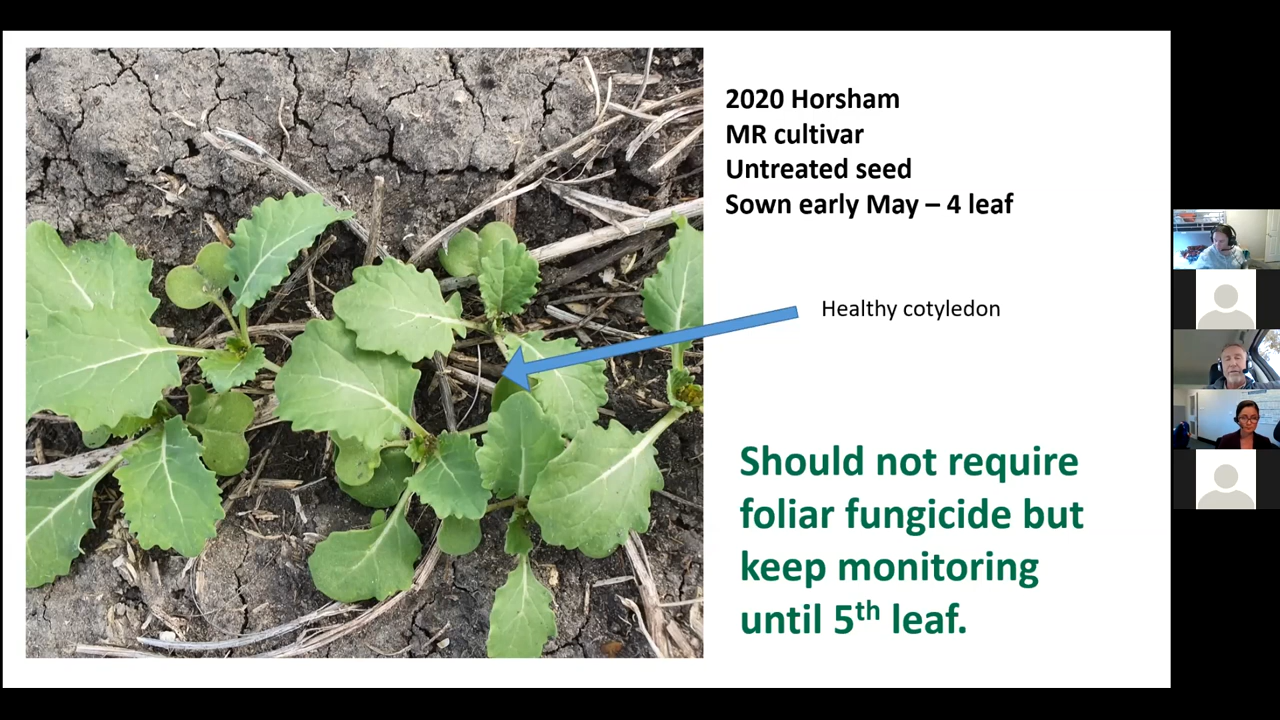 2020 Horsham
MR cultivar
Untreated seed
Sown early May – 4 leaf
Healthy cotyledon
Should not require
foliar fungicide but
keep monitoring
until 5th leaf.